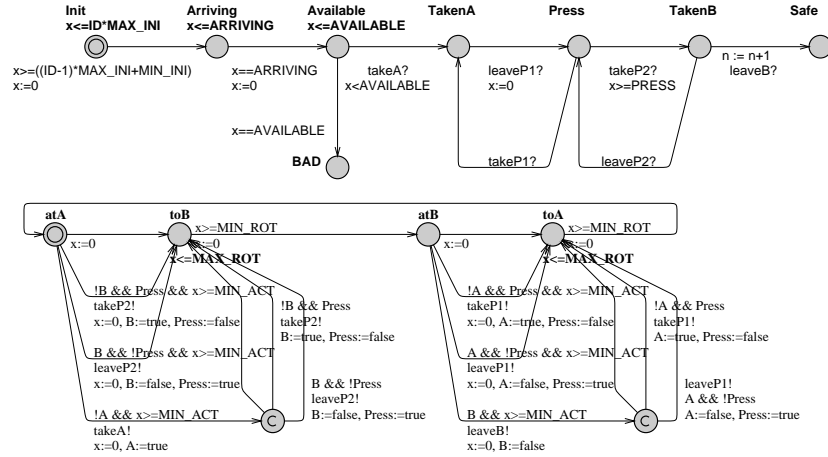 Init
x<=ID*MAX_INI
Arriving
x<=ARRIVING
Available
x<=AVAILABLE
TakenA
Press
TakenB
Safe
x>=((ID-1)*MAX_INI+MIN_INI)
x:=0
x==ARRIVING
x:=0
takeA?
x<AVAILABLE
leaveP1?
x:=0
takeP2?
x>=PRESS
n := n+1
leaveB?
x==AVAILABLE
BAD
takeP1?
leaveP2?
atA
toB
atB
toA
x:=0
x>=MIN_ROT
x:=0
x<=MAX_ROT
x:=0
x>=MIN_ROT
x:=0
x<=MAX_ROT
!B && Press && x>=MIN_ACT
takeP2!
x:=0, B:=true, Press:=false
B && !Press && x>=MIN_ACT
leaveP2!
x:=0, B:=false, Press:=true
!A && x>=MIN_ACT
takeA!
x:=0, A:=true
!B && Press
takeP2!
B:=true, Press:=false
B && !Press
leaveP2!
B:=false, Press:=true
C
!A && Press && x>=MIN_ACT
takeP1!
x:=0, A:=true, Press:=false
A && !Press && x>=MIN_ACT
leaveP1!
x:=0, A:=false, Press:=true
B && x>=MIN_ACT
leaveB!
x:=0, B:=false
!A && Press
takeP1!
A:=true, Press:=false
leaveP1!
A && !Press
A:=false, Press:=true
C